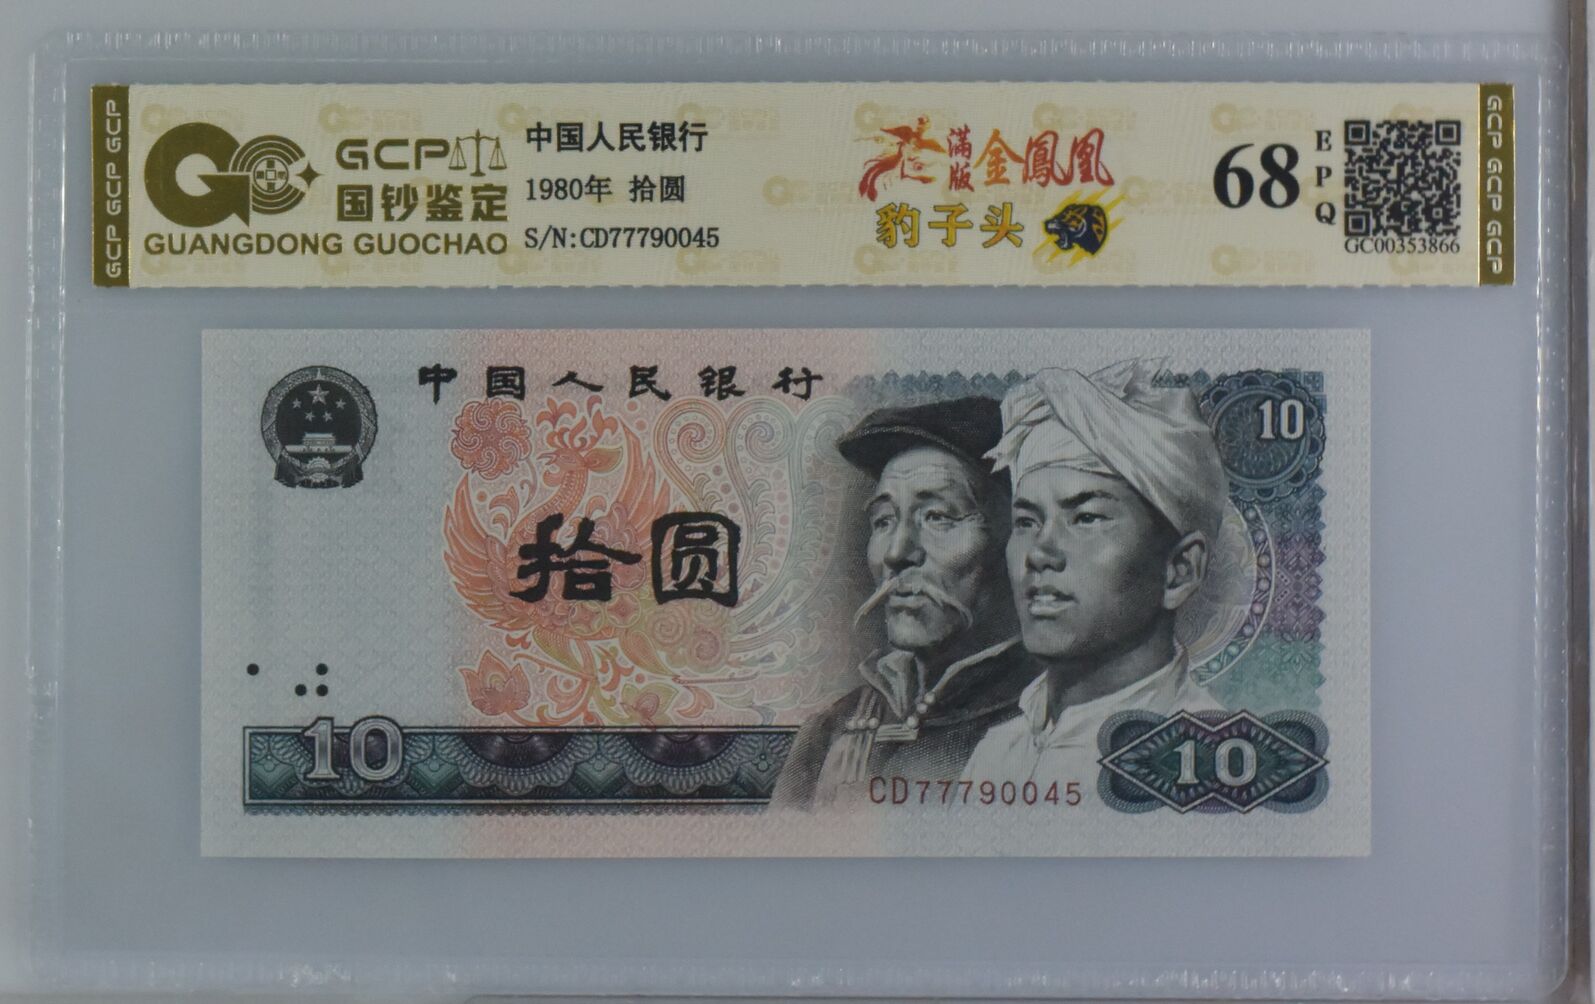 GCP GCP GCP
GCP
国钞鉴定
GUANGDONG GUOCHAO
中国人民银行
1980年 拾圆
S/N:CD77790045
满版金鳳凰
豹子头
68
EPQ
GC00353866
GCP GCP GCP
中国人民银行
10
拾圆
10
CD77790045
10